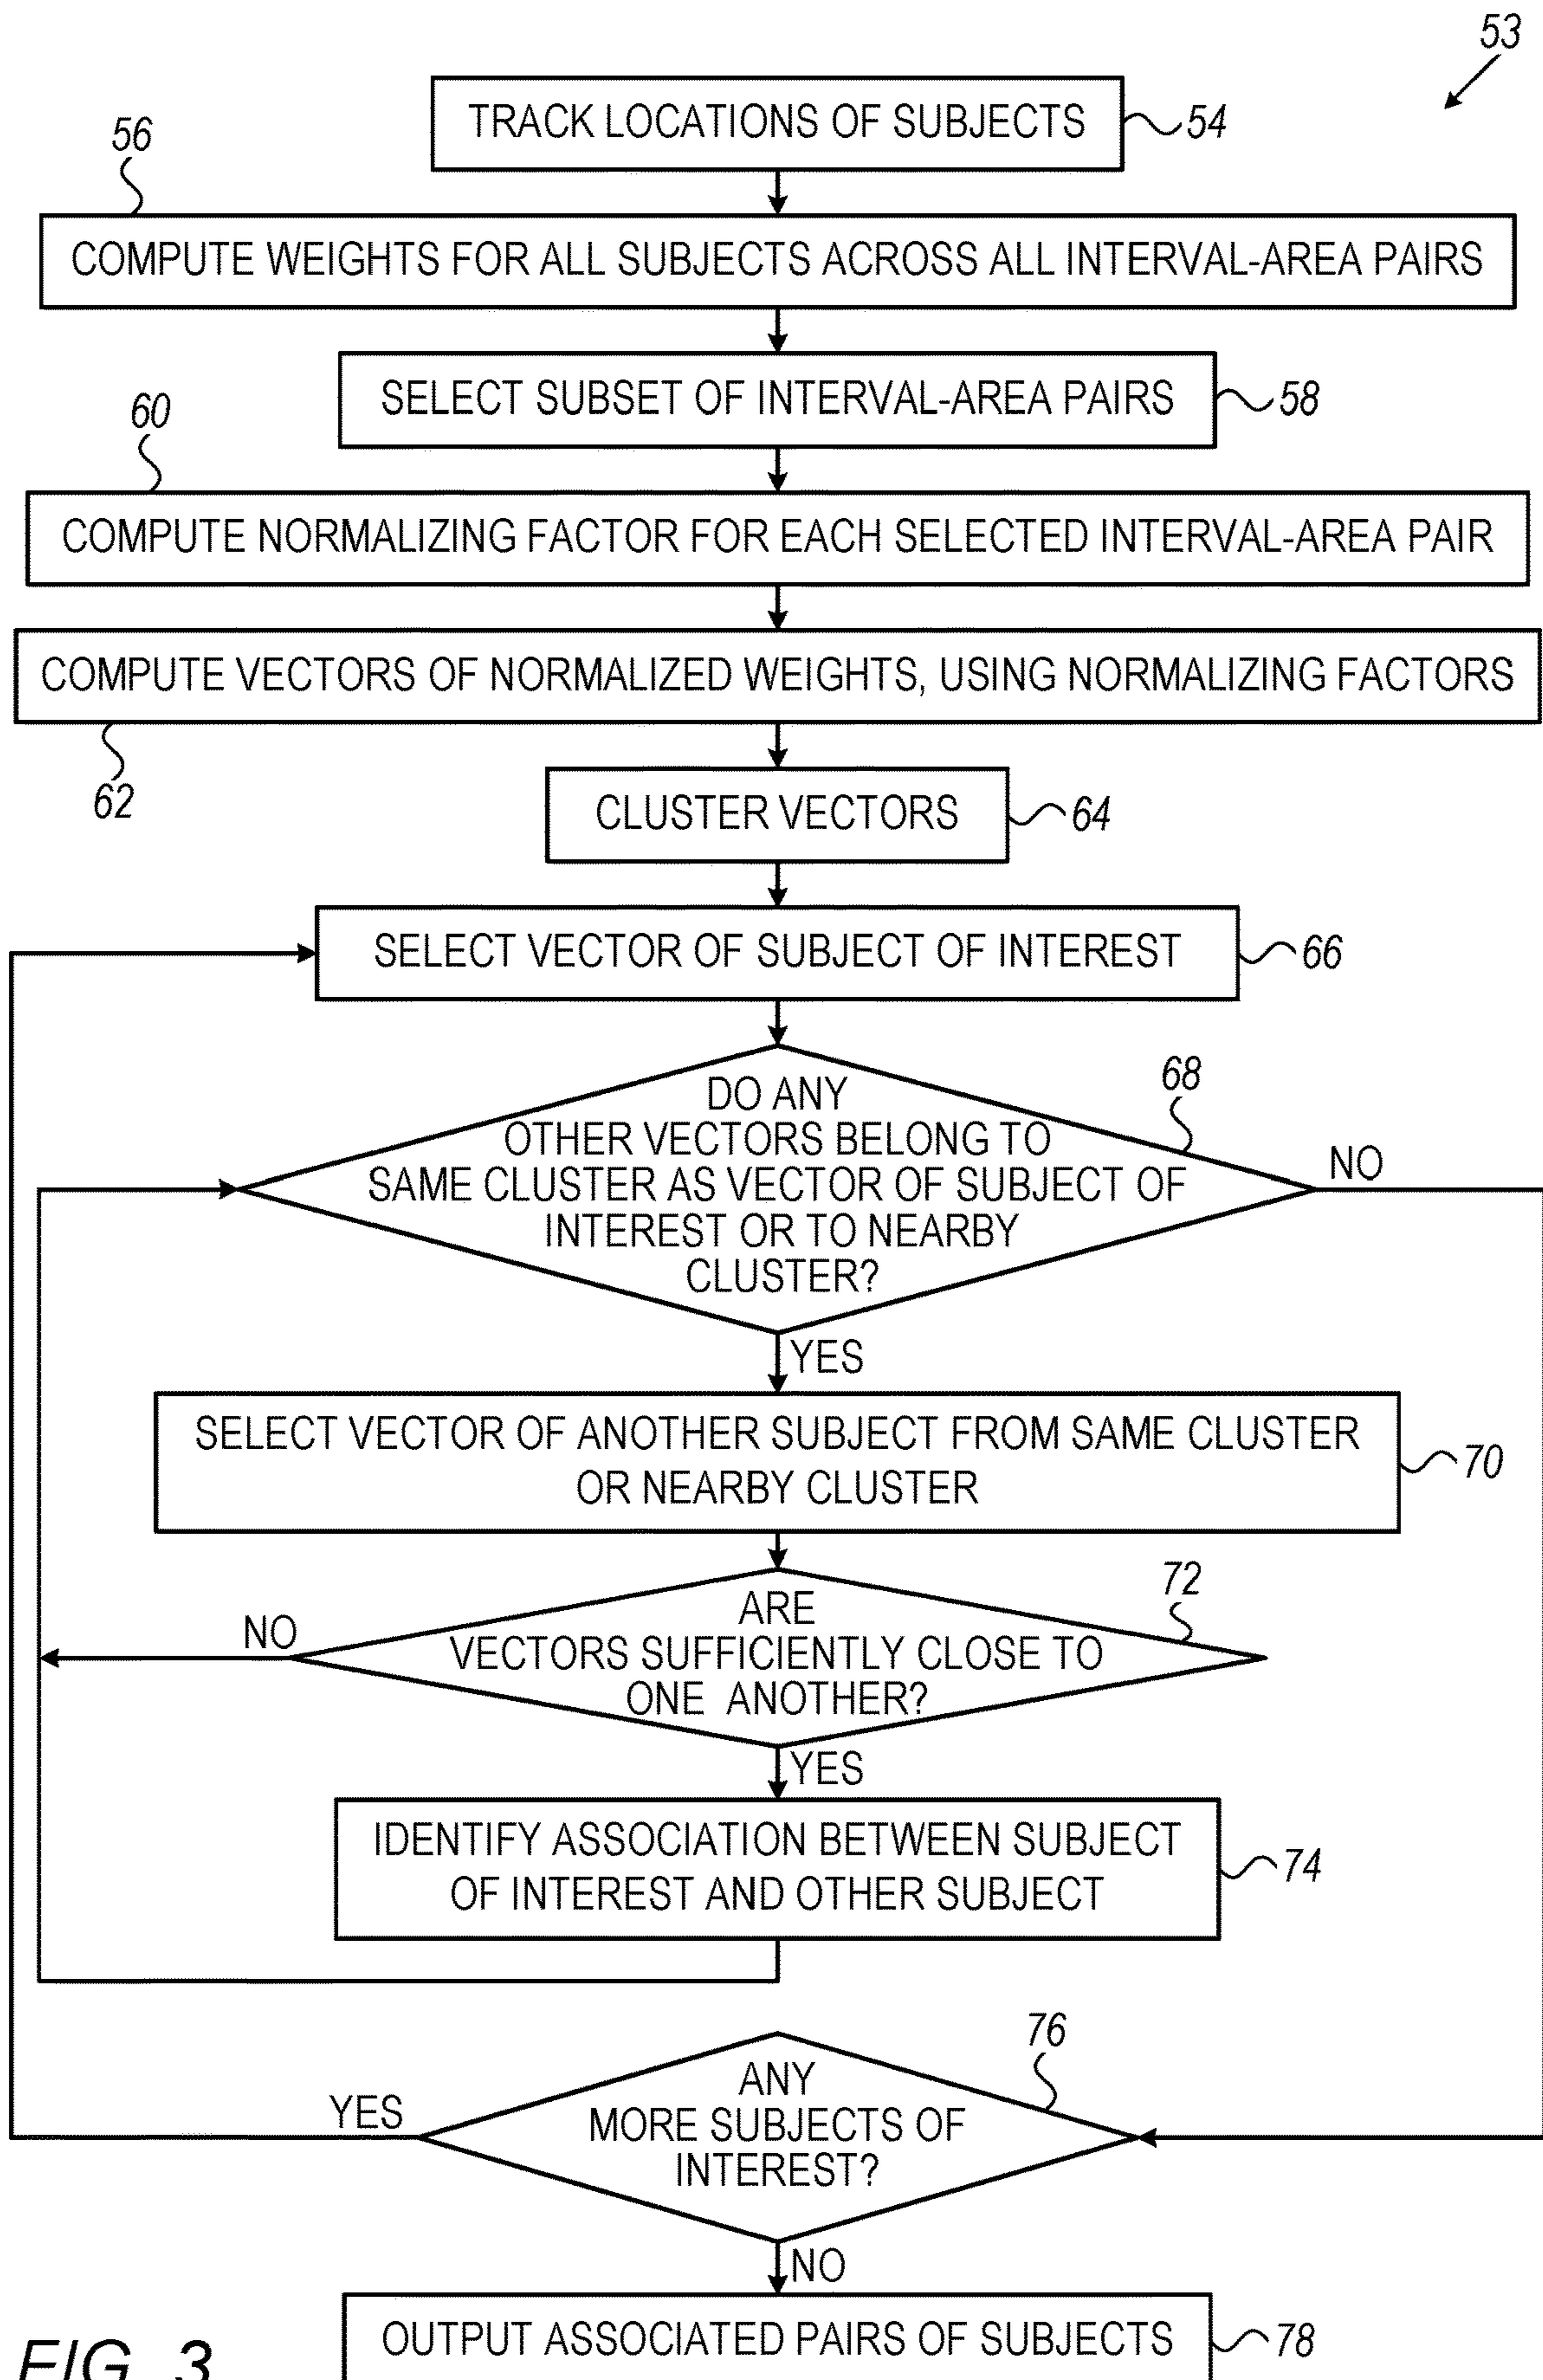 53
TRACK LOCATIONS OF SUBJECTS
54
56
COMPUTE WEIGHTS FOR ALL SUBJECTS ACROSS ALL INTERVAL-AREA PAIRS
SELECT SUBSET OF INTERVAL-AREA PAIRS
58
60
COMPUTE NORMALIZING FACTOR FOR EACH SELECTED INTERVAL-AREA PAIR
COMPUTE VECTORS OF NORMALIZED WEIGHTS, USING NORMALIZING FACTORS
62
CLUSTER VECTORS
64
SELECT VECTOR OF SUBJECT OF INTEREST
66
DO ANY
OTHER VECTORS BELONG TO
SAME CLUSTER AS VECTOR OF SUBJECT OF
INTEREST OR TO NEARBY
CLUSTER?
68
NO
YES
SELECT VECTOR OF ANOTHER SUBJECT FROM SAME CLUSTER
OR NEARBY CLUSTER
70
ARE
VECTORS SUFFICIENTLY CLOSE TO
ONE ANOTHER?
72
NO
YES
IDENTIFY ASSOCIATION BETWEEN SUBJECT
OF INTEREST AND OTHER SUBJECT
74
ANY
MORE SUBJECTS OF
INTEREST?
76
YES
NO
OUTPUT ASSOCIATED PAIRS OF SUBJECTS
78
FIG. 3